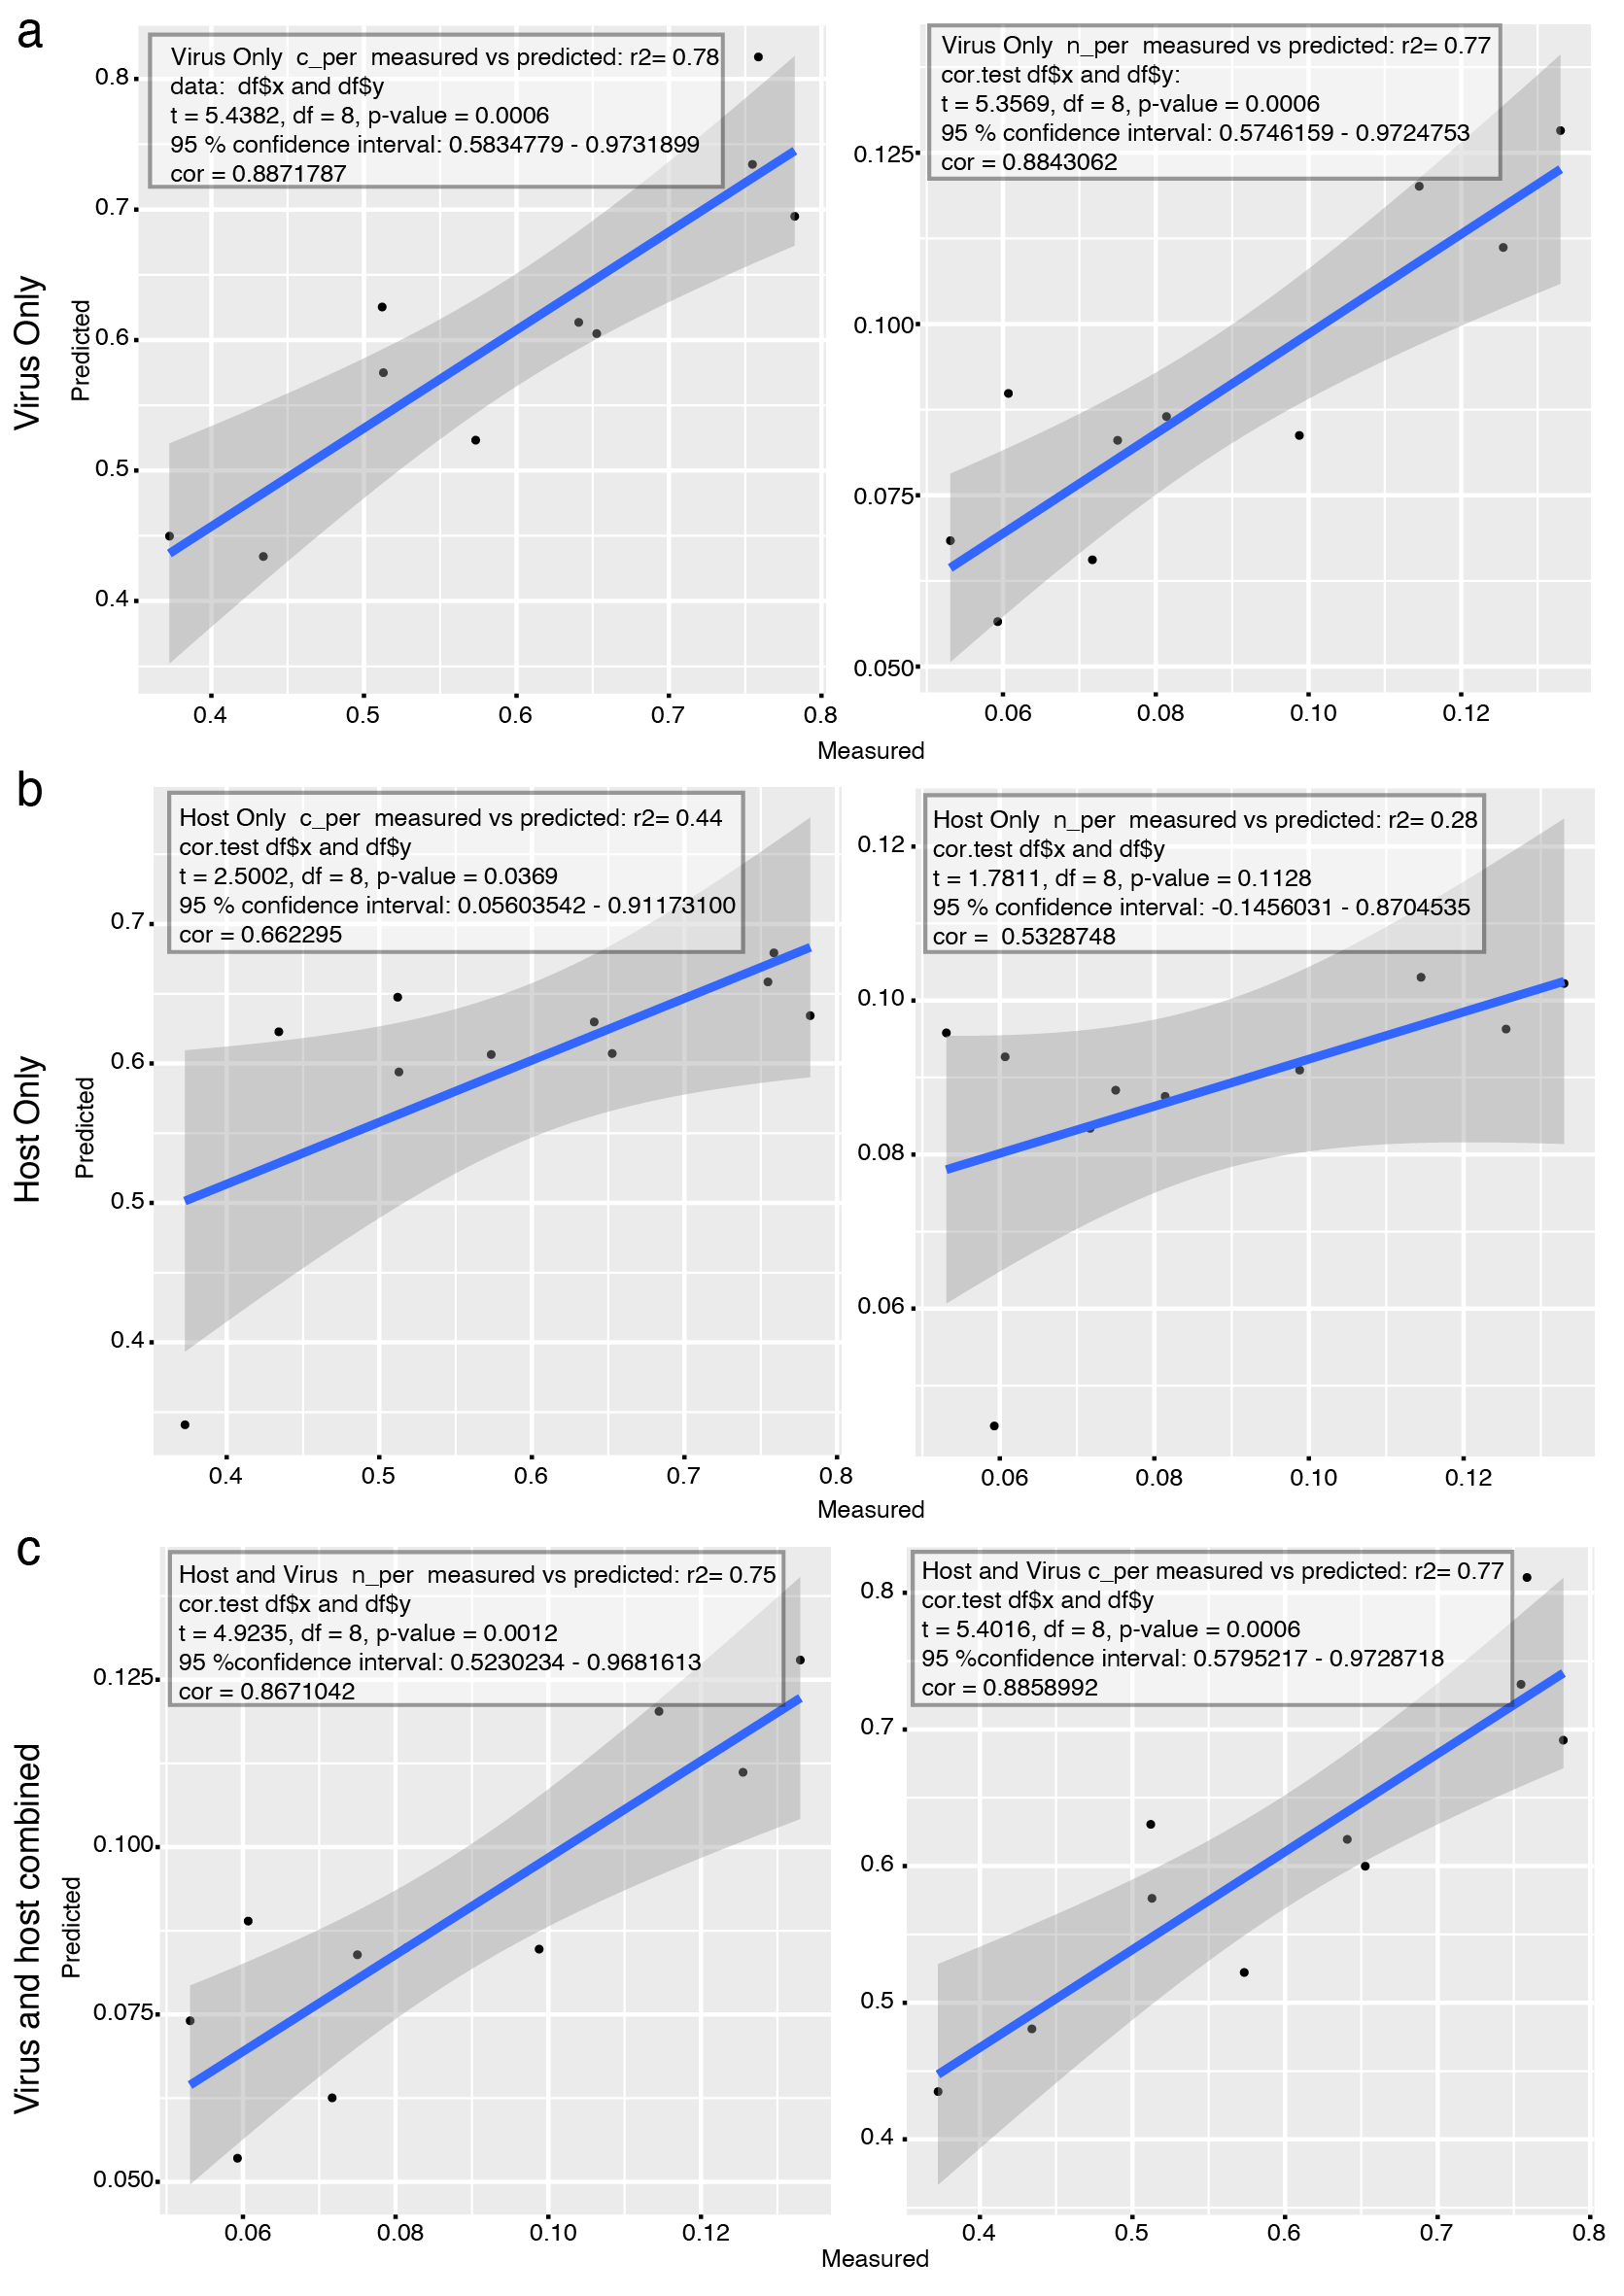 a
Virus Only  c_per  measured vs predicted: r2= 0.78
data:  df$x and df$y
t = 5.4382, df = 8, p-value = 0.0006
95 % confidence interval: 0.5834779 - 0.9731899
cor = 0.8871787
0.8
0.7
0.6
0.5
0.4
0.4 0.5 0.6 0.7 0.8
Virus Only
Predicted
Virus Only  n_per  measured vs predicted: r2= 0.77
cor.test df$x and df$y:
t = 5.3569, df = 8, p-value = 0.0006
95 % confidence interval: 0.5746159 - 0.9724753
cor = 0.8843062
0.125
0.100
0.075
0.050
0.06 0.08 0.10 0.12
Measured
b
Host Only  c_per  measured vs predicted: r2= 0.44
cor.test df$x and df$y
t = 2.5002, df = 8, p-value = 0.0369
95 % confidence interval: 0.05603542 - 0.91173100
cor = 0.662295
0.7
0.6
0.5
0.4
0.4 0.5 0.6 0.7 0.8
Host Only
Predicted
Host Only  n_per  measured vs predicted: r2= 0.28
cor.test df$x and df$y
t = 1.7811, df = 8, p-value = 0.1128
95 % confidence interval: -0.1456031 - 0.8704535
cor =  0.5328748
0.12
0.10
0.08
0.06
0.06 0.08 0.10 0.12
Measured
c
Host and Virus  n_per  measured vs predicted: r2= 0.75
cor.test df$x and df$y
t = 4.9235, df = 8, p-value = 0.0012
95 %confidence interval: 0.5230234 - 0.9681613
cor = 0.8671042
0.125
0.100
0.075
0.050
0.06 0.08 0.10 0.12
Virus and host combined
Predicted
Host and Virus c_per measured vs predicted: r2= 0.77
cor.test df$x and df$y
t = 5.4016, df = 8, p-value = 0.0006
95 %confidence interval: 0.5795217 - 0.9728718
cor = 0.8858992
0.8
0.7
0.6
0.5
0.4
0.4 0.5 0.6 0.7 0.8
Measured